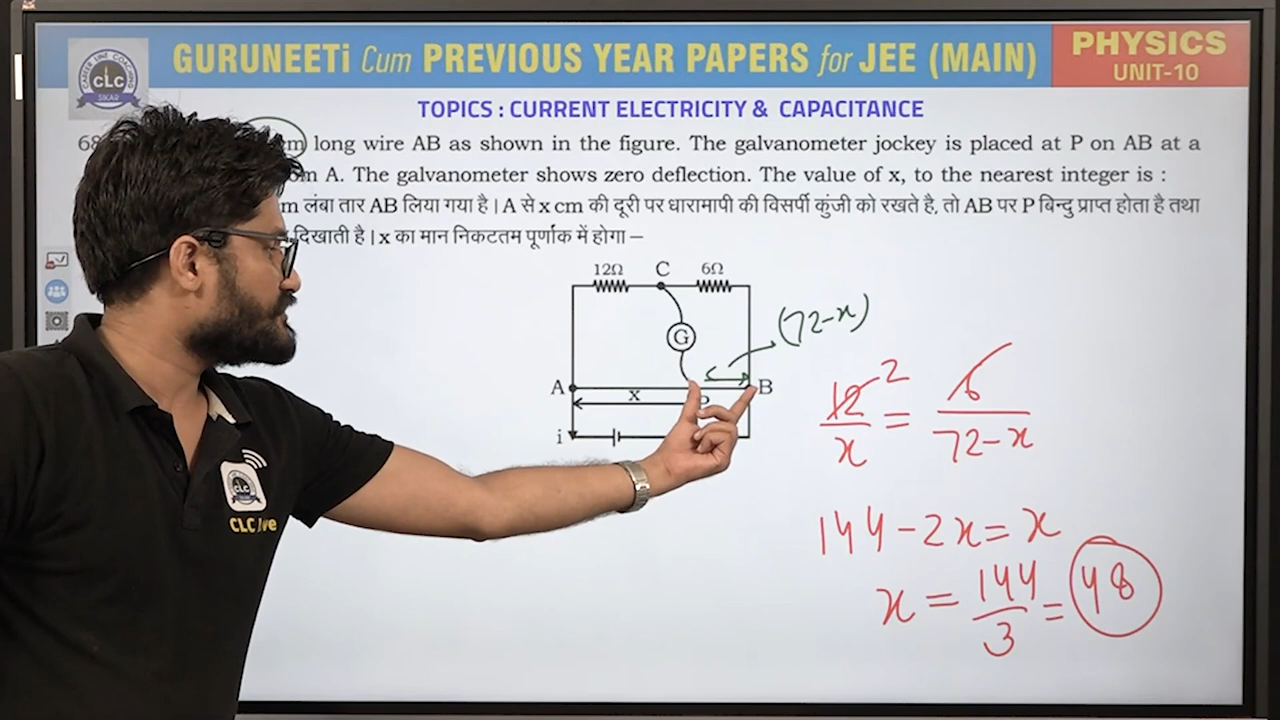 GURUNEETi Cum PREVIOUS YEAR PAPERS for JEE (MAIN)
PHYSICS
UNIT-10
CLC
SIKAR
TOPICS : CURRENT ELECTRICITY & CAPACITANCE
68
cm long wire AB as shown in the figure. The galvanometer jockey is placed at P on AB at a
om A. The galvanometer shows zero deflection. The value of x, to the nearest integer is :
m लंबा तार AB लिया गया है । A से x cm की दूरी पर धारामापी की विसर्पी कुंजी को रखते है, तो AB पर P बिन्दु प्राप्त होता है तथा
दिखाती है । x का मान निकटतम पूर्णांक में होगा –
12Ω C 6Ω
G
(72-x)
A x P B
i
12/x 2 = 6/72-x
144-2x = x
x = 144/3 = 48
CLC